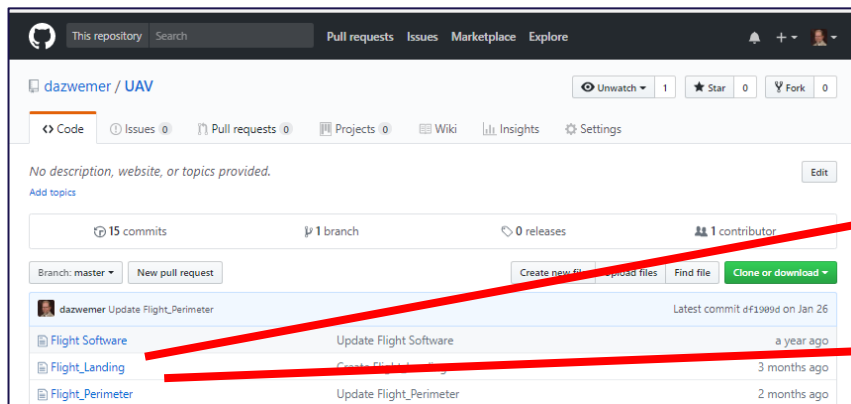 This repository Search Pull requests Issues Marketplace Explore
dazwemer / UAV Unwatch 1 Star 0 Fork 0
Code Issues 0 Pull requests 0 Projects 0 Wiki Insights Settings
No description, website, or topics provided. Edit
Add topics
15 commits 1 branch 0 releases 1 contributor
Branch: master New pull request Create new file Upload files Find file Clone or download
dazwemer Update Flight_Perimeter Latest commit df1909d on Jan 26
Flight Software Update Flight Software a year ago
Flight_Landing Create 3 months ago
Flight_Perimeter Update Flight_Perimeter 2 months ago